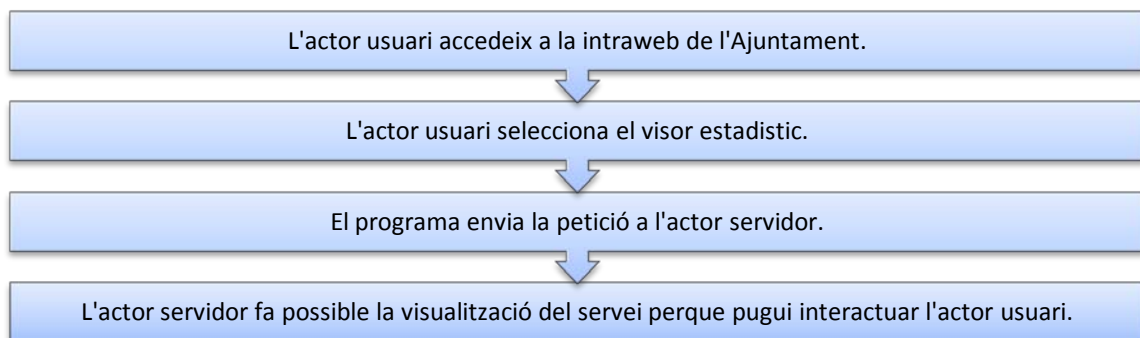 L'actor usuari accedeix a la intraweb de l'Ajuntament.
L'actor usuari selecciona el visor estadistic.
El programa envia la petició a l'actor servidor.
L'actor servidor fa possible la visualització del servei perque pugui interactuar l'actor usuari.